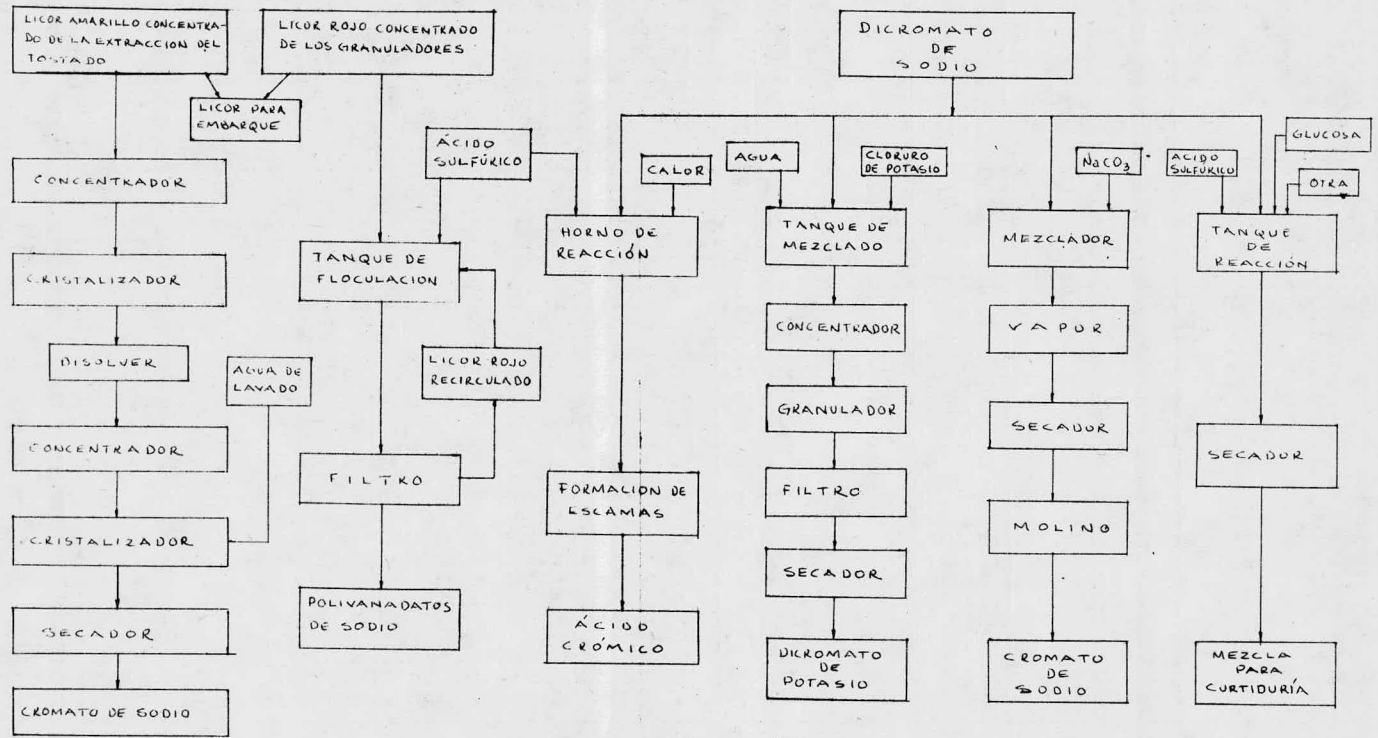 LICOR AMARILLO CONCENTRA-
DO DE LA EXTRACCION DEL
TOSTADO
LICOR ROJO CONCENTRADO
DE LOS GRANULADORES
LICOR PARA
EMBARQUE
CONCENTRADOR
CRISTALIZADOR
DISOLVER
AGUA DE
LAVADO
CONCENTRADOR
CRISTALIZADOR
SECADOR
CROMATO DE SODIO
ÁCIDO
SULFÚRICO
TANQUE DE
FLOCULACION
LICOR ROJO
RECIRCULADO
FILTRO
POLIVANADATOS
DE SODIO
DICROMATO
DE
SODIO
CALOR
HORNO DE
REACCIÓN
FORMACION DE
ESCAMAS
ÁCIDO
CRÓMICO
AGUA
CLORURO
DE POTASIO
TANQUE DE
MEZCLADO
CONCENTRADOR
GRANULADOR
FILTRO
SECADOR
DICROMATO
DE
POTASIO
NaCO3
MEZCLADOR
VAPOR
SECADOR
MOLINO
CROMATO
DE
SODIO
ACIDO
SULFÚRICO
GLUCOSA
OTRA
TANQUE
DE
REACCIÓN
SECADOR
MEZCLA
PARA
CURTIDURÍA